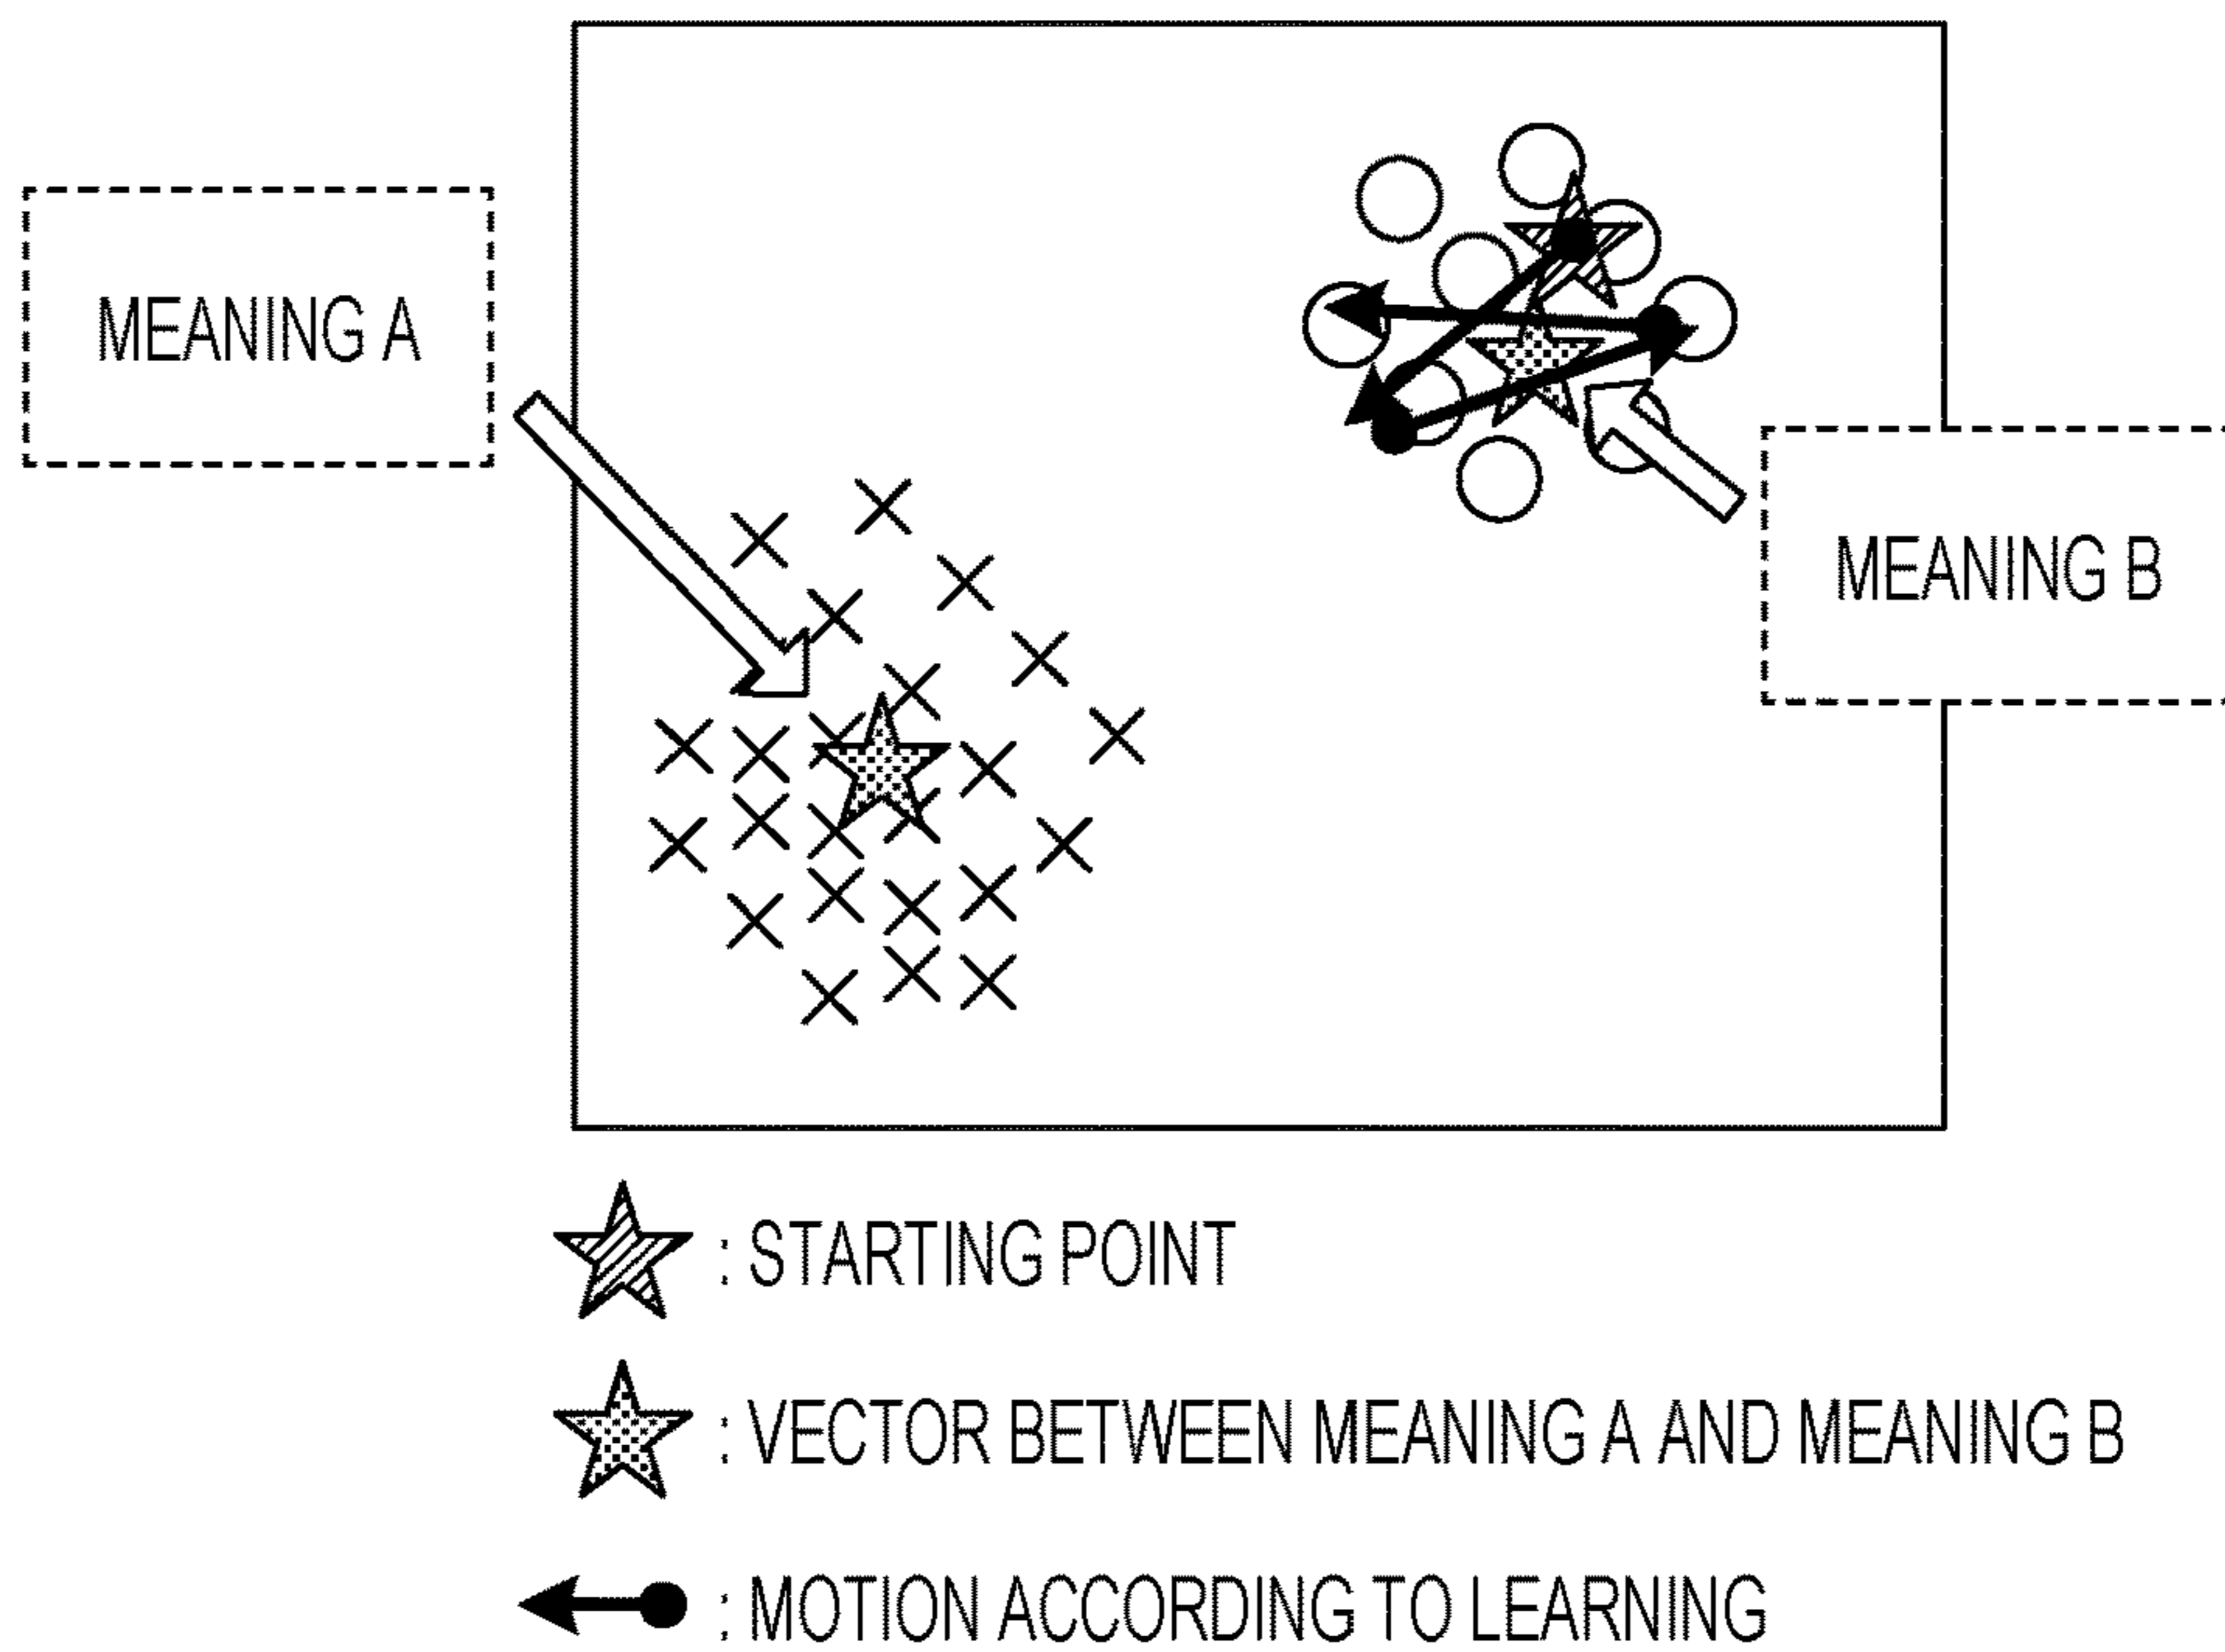 MEANING A
MEANING B
: STARTING POINT
: VECTOR BETWEEN MEANING A AND MEANING B
: MOTION ACCORDING TO LEARNING